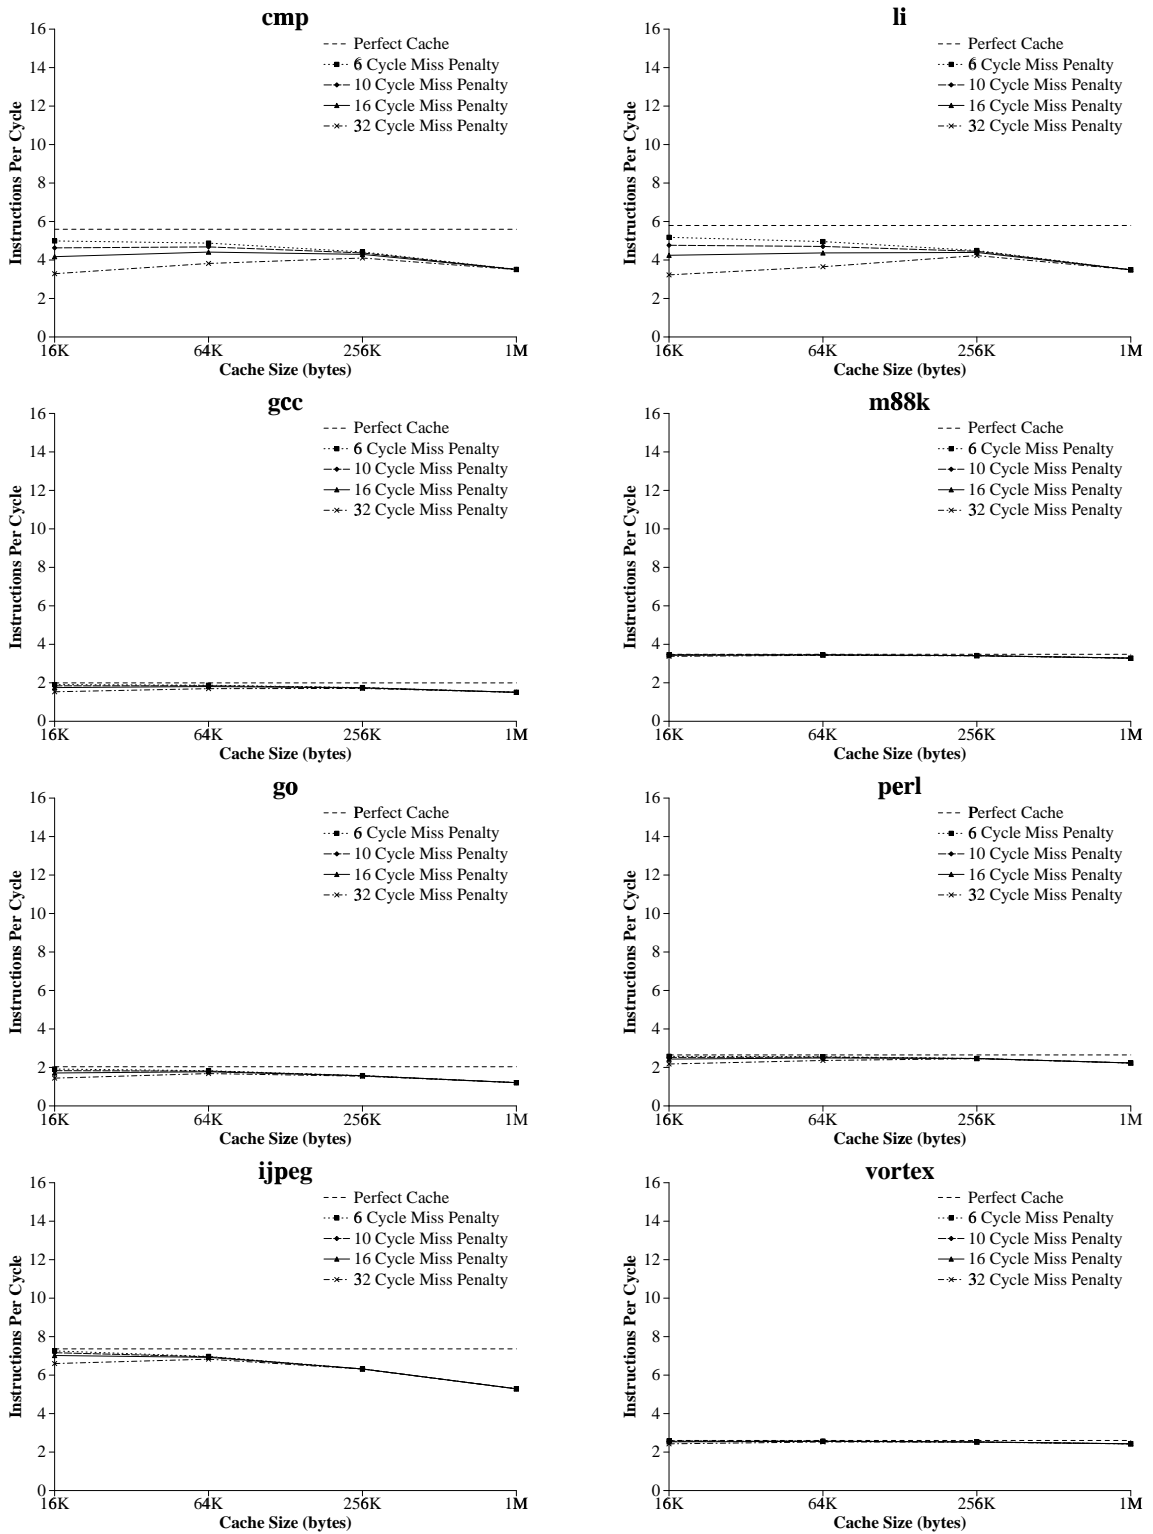 cmp
16
14
12
10
8
6
4
2
0
Instructions Per Cycle
Perfect Cache
6 Cycle Miss Penalty
10 Cycle Miss Penalty
16 Cycle Miss Penalty
32 Cycle Miss Penalty
16K 64K 256K 1M
Cache Size (bytes)
li
16
14
12
10
8
6
4
2
0
Instructions Per Cycle
Perfect Cache
6 Cycle Miss Penalty
10 Cycle Miss Penalty
16 Cycle Miss Penalty
32 Cycle Miss Penalty
16K 64K 256K 1M
Cache Size (bytes)
gcc
16
14
12
10
8
6
4
2
0
Instructions Per Cycle
Perfect Cache
6 Cycle Miss Penalty
10 Cycle Miss Penalty
16 Cycle Miss Penalty
32 Cycle Miss Penalty
16K 64K 256K 1M
Cache Size (bytes)
m88k
16
14
12
10
8
6
4
2
0
Instructions Per Cycle
Perfect Cache
6 Cycle Miss Penalty
10 Cycle Miss Penalty
16 Cycle Miss Penalty
32 Cycle Miss Penalty
16K 64K 256K 1M
Cache Size (bytes)
go
16
14
12
10
8
6
4
2
0
Instructions Per Cycle
Perfect Cache
6 Cycle Miss Penalty
10 Cycle Miss Penalty
16 Cycle Miss Penalty
32 Cycle Miss Penalty
16K 64K 256K 1M
Cache Size (bytes)
perl
16
14
12
10
8
6
4
2
0
Instructions Per Cycle
Perfect Cache
6 Cycle Miss Penalty
10 Cycle Miss Penalty
16 Cycle Miss Penalty
32 Cycle Miss Penalty
16K 64K 256K 1M
Cache Size (bytes)
ijpeg
16
14
12
10
8
6
4
2
0
Instructions Per Cycle
Perfect Cache
6 Cycle Miss Penalty
10 Cycle Miss Penalty
16 Cycle Miss Penalty
32 Cycle Miss Penalty
16K 64K 256K 1M
Cache Size (bytes)
vortex
16
14
12
10
8
6
4
2
0
Instructions Per Cycle
Perfect Cache
6 Cycle Miss Penalty
10 Cycle Miss Penalty
16 Cycle Miss Penalty
32 Cycle Miss Penalty
16K 64K 256K 1M
Cache Size (bytes)